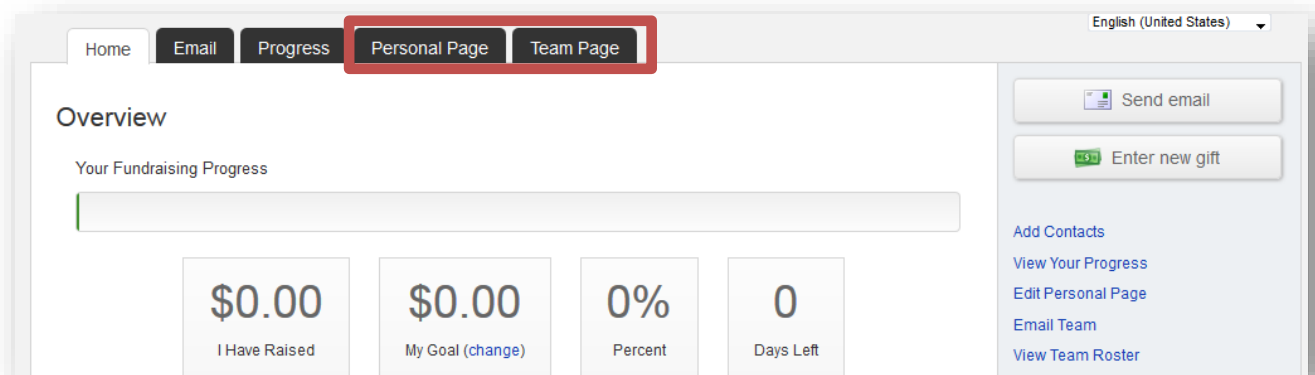 English (United States)
Home Email Progress Personal Page Team Page
Send email
Overview
Enter new gift
Your Fundraising Progress
$0.00 $0.00 0% 0
I Have Raised My Goal (change) Percent Days Left
Add Contacts
View Your Progress
Edit Personal Page
Email Team
View Team Roster